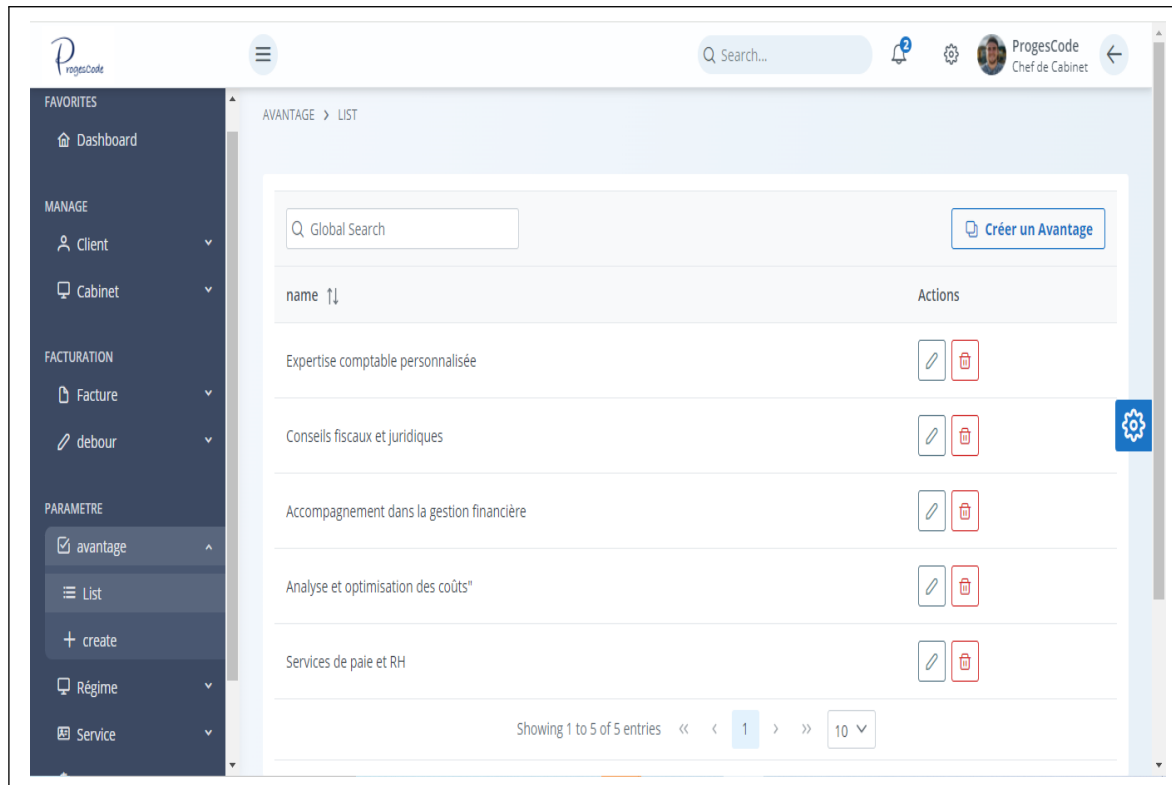 ProgesCode
Search...
2
ProgesCode
Chef de Cabinet
FAVORITES
Dashboard
MANAGE
Client
Cabinet
FACTURATION
Facture
debour
PARAMETRE
avantage
List
create
Régime
Service
AVANTAGE > LIST
Global Search
Créer un Avantage
name
Actions
Expertise comptable personnalisée
Conseils fiscaux et juridiques
Accompagnement dans la gestion financière
Analyse et optimisation des coûts"
Services de paie et RH
Showing 1 to 5 of 5 entries << < 1 > >> 10